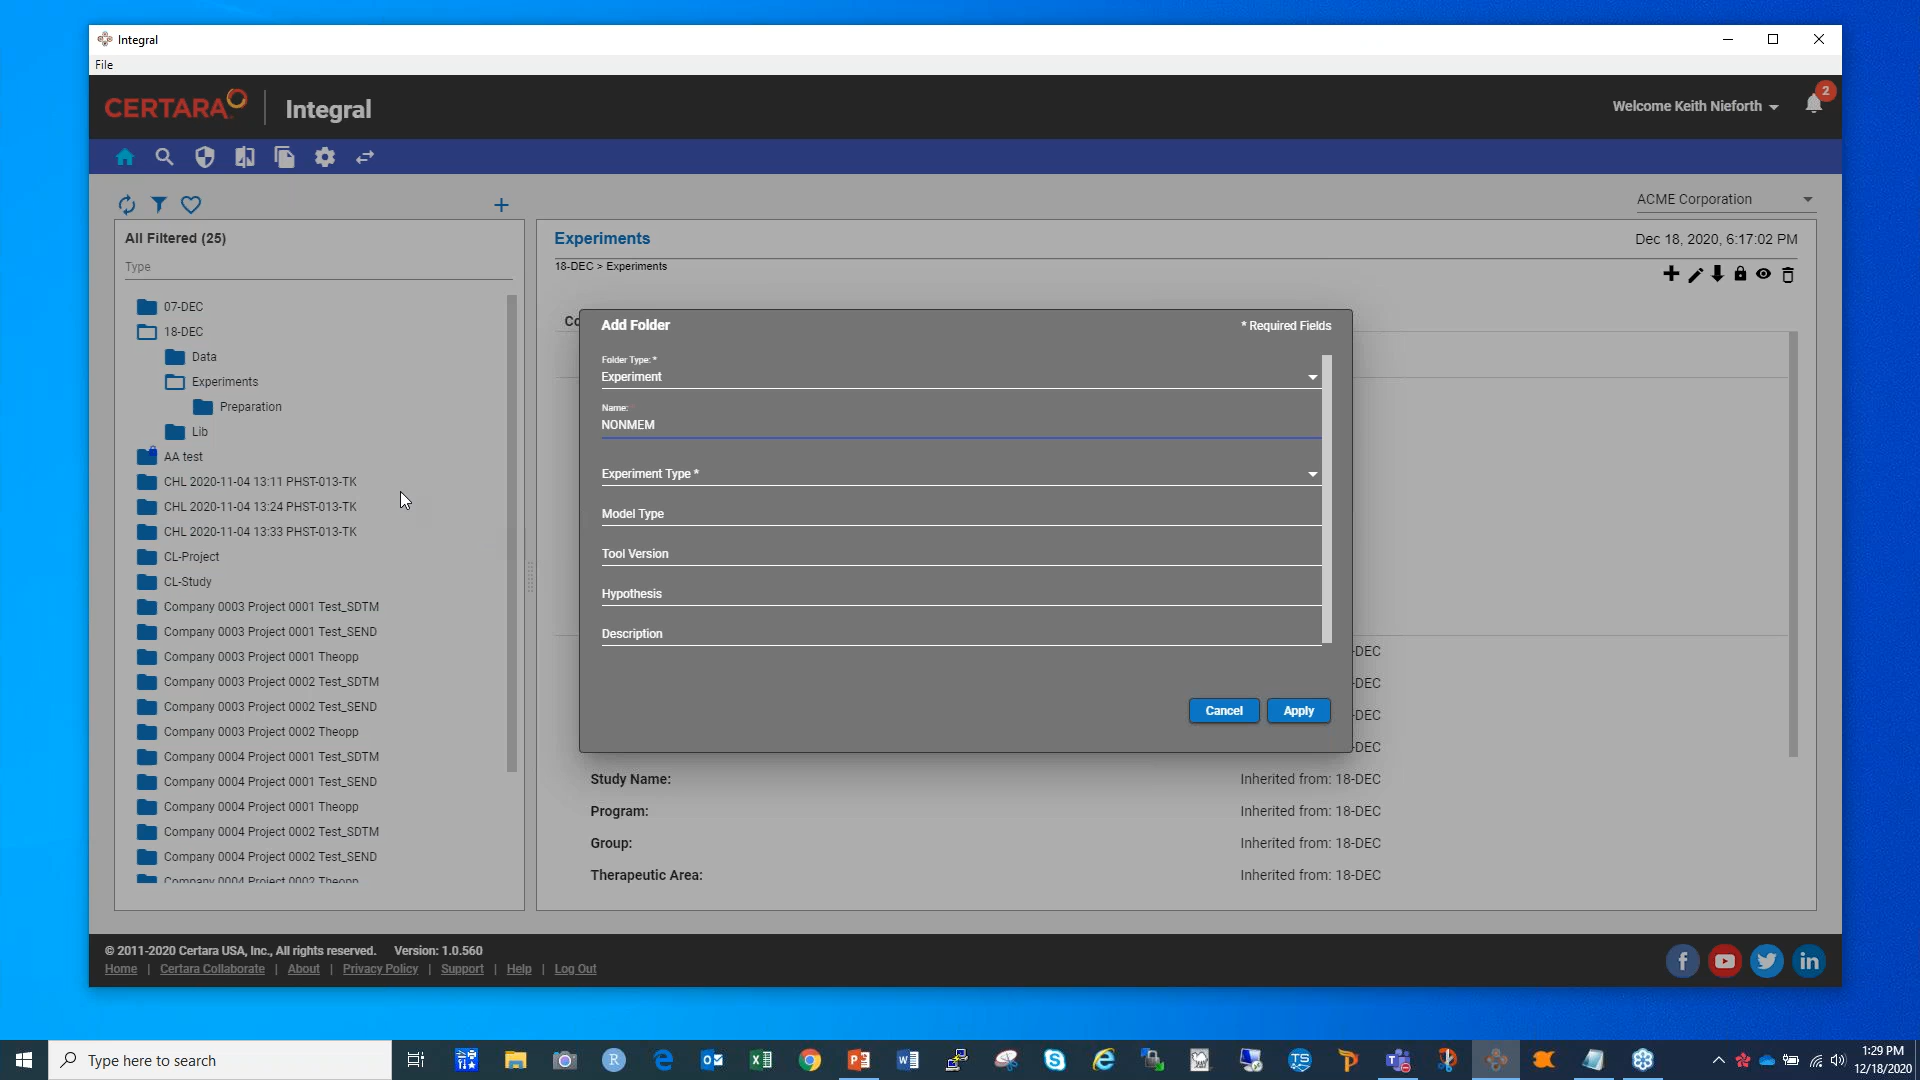 Integral
File
CERTARA
Integral
Welcome Keith Nieforth
2
ACME Corporation
All Filtered (25)
Type
07-DEC
18-DEC
Data
Experiments
Preparation
Lib
AA test
CHL 2020-11-04 13:11 PHST-013-TK
CHL 2020-11-04 13:24 PHST-013-TK
CHL 2020-11-04 13:33 PHST-013-TK
CL-Project
CL-Study
Company 0003 Project 0001 Test_SDTM
Company 0003 Project 0001 Test_SEND
Company 0003 Project 0001 Theopp
Company 0003 Project 0002 Test_SDTM
Company 0003 Project 0002 Test_SEND
Company 0003 Project 0002 Theopp
Company 0004 Project 0001 Test_SDTM
Company 0004 Project 0001 Test_SEND
Company 0004 Project 0001 Theopp
Company 0004 Project 0002 Test_SDTM
Company 0004 Project 0002 Test_SEND
Company 0004 Project 0002 Theopp
Experiments
Dec 18, 2020, 6:17:02 PM
18-DEC > Experiments
Co
Add Folder
* Required Fields
Folder Type: *
Experiment
Name:
NONMEM
Experiment Type *
Model Type
Tool Version
Hypothesis
Description
Cancel
Apply
-DEC
-DEC
-DEC
-DEC
Study Name:
Inherited from: 18-DEC
Program:
Inherited from: 18-DEC
Group:
Inherited from: 18-DEC
Therapeutic Area:
Inherited from: 18-DEC
© 2011-2020 Certara USA, Inc., All rights reserved. Version: 1.0.560
Home | Certara Collaborate | About | Privacy Policy | Support | Help | Log Out
Type here to search
1:29 PM
12/18/2020